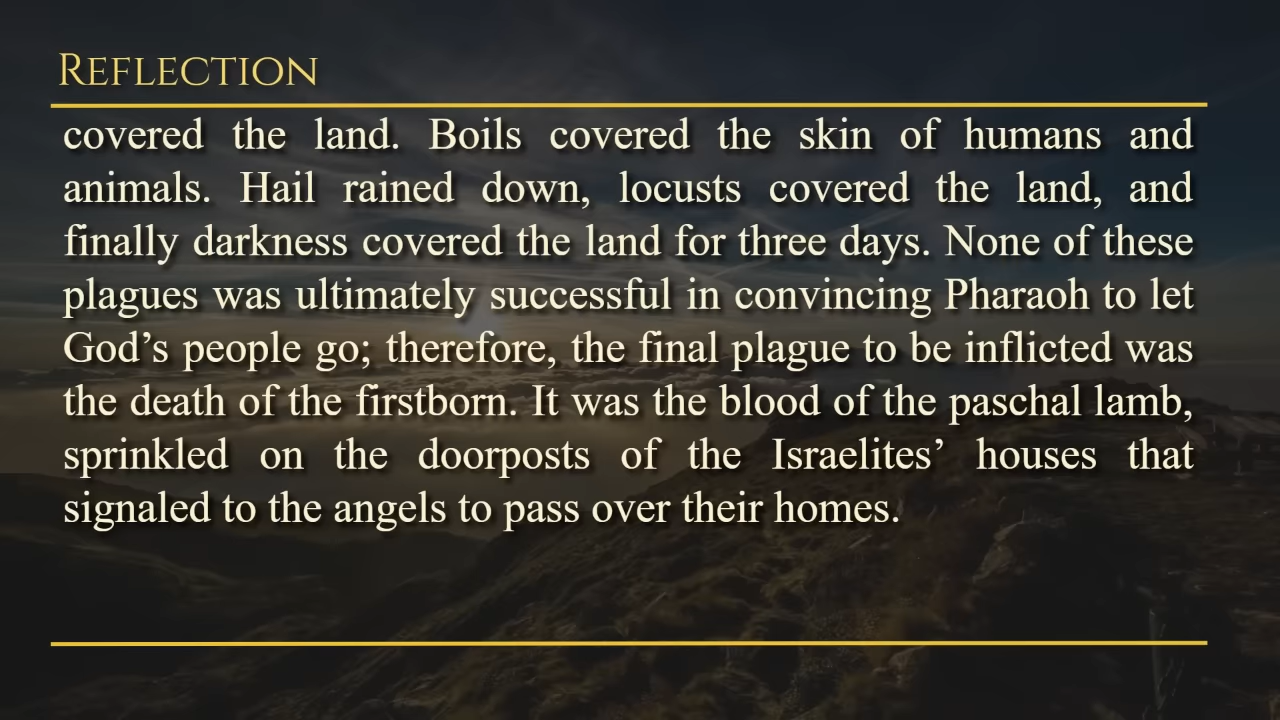 Reflection
covered the land. Boils covered the skin of humans and
animals. Hail rained down, locusts covered the land, and
finally darkness covered the land for three days. None of these
plagues was ultimately successful in convincing Pharaoh to let
God’s people go; therefore, the final plague to be inflicted was
the death of the firstborn. It was the blood of the paschal lamb,
sprinkled on the doorposts of the Israelites’ houses that
signaled to the angels to pass over their homes.